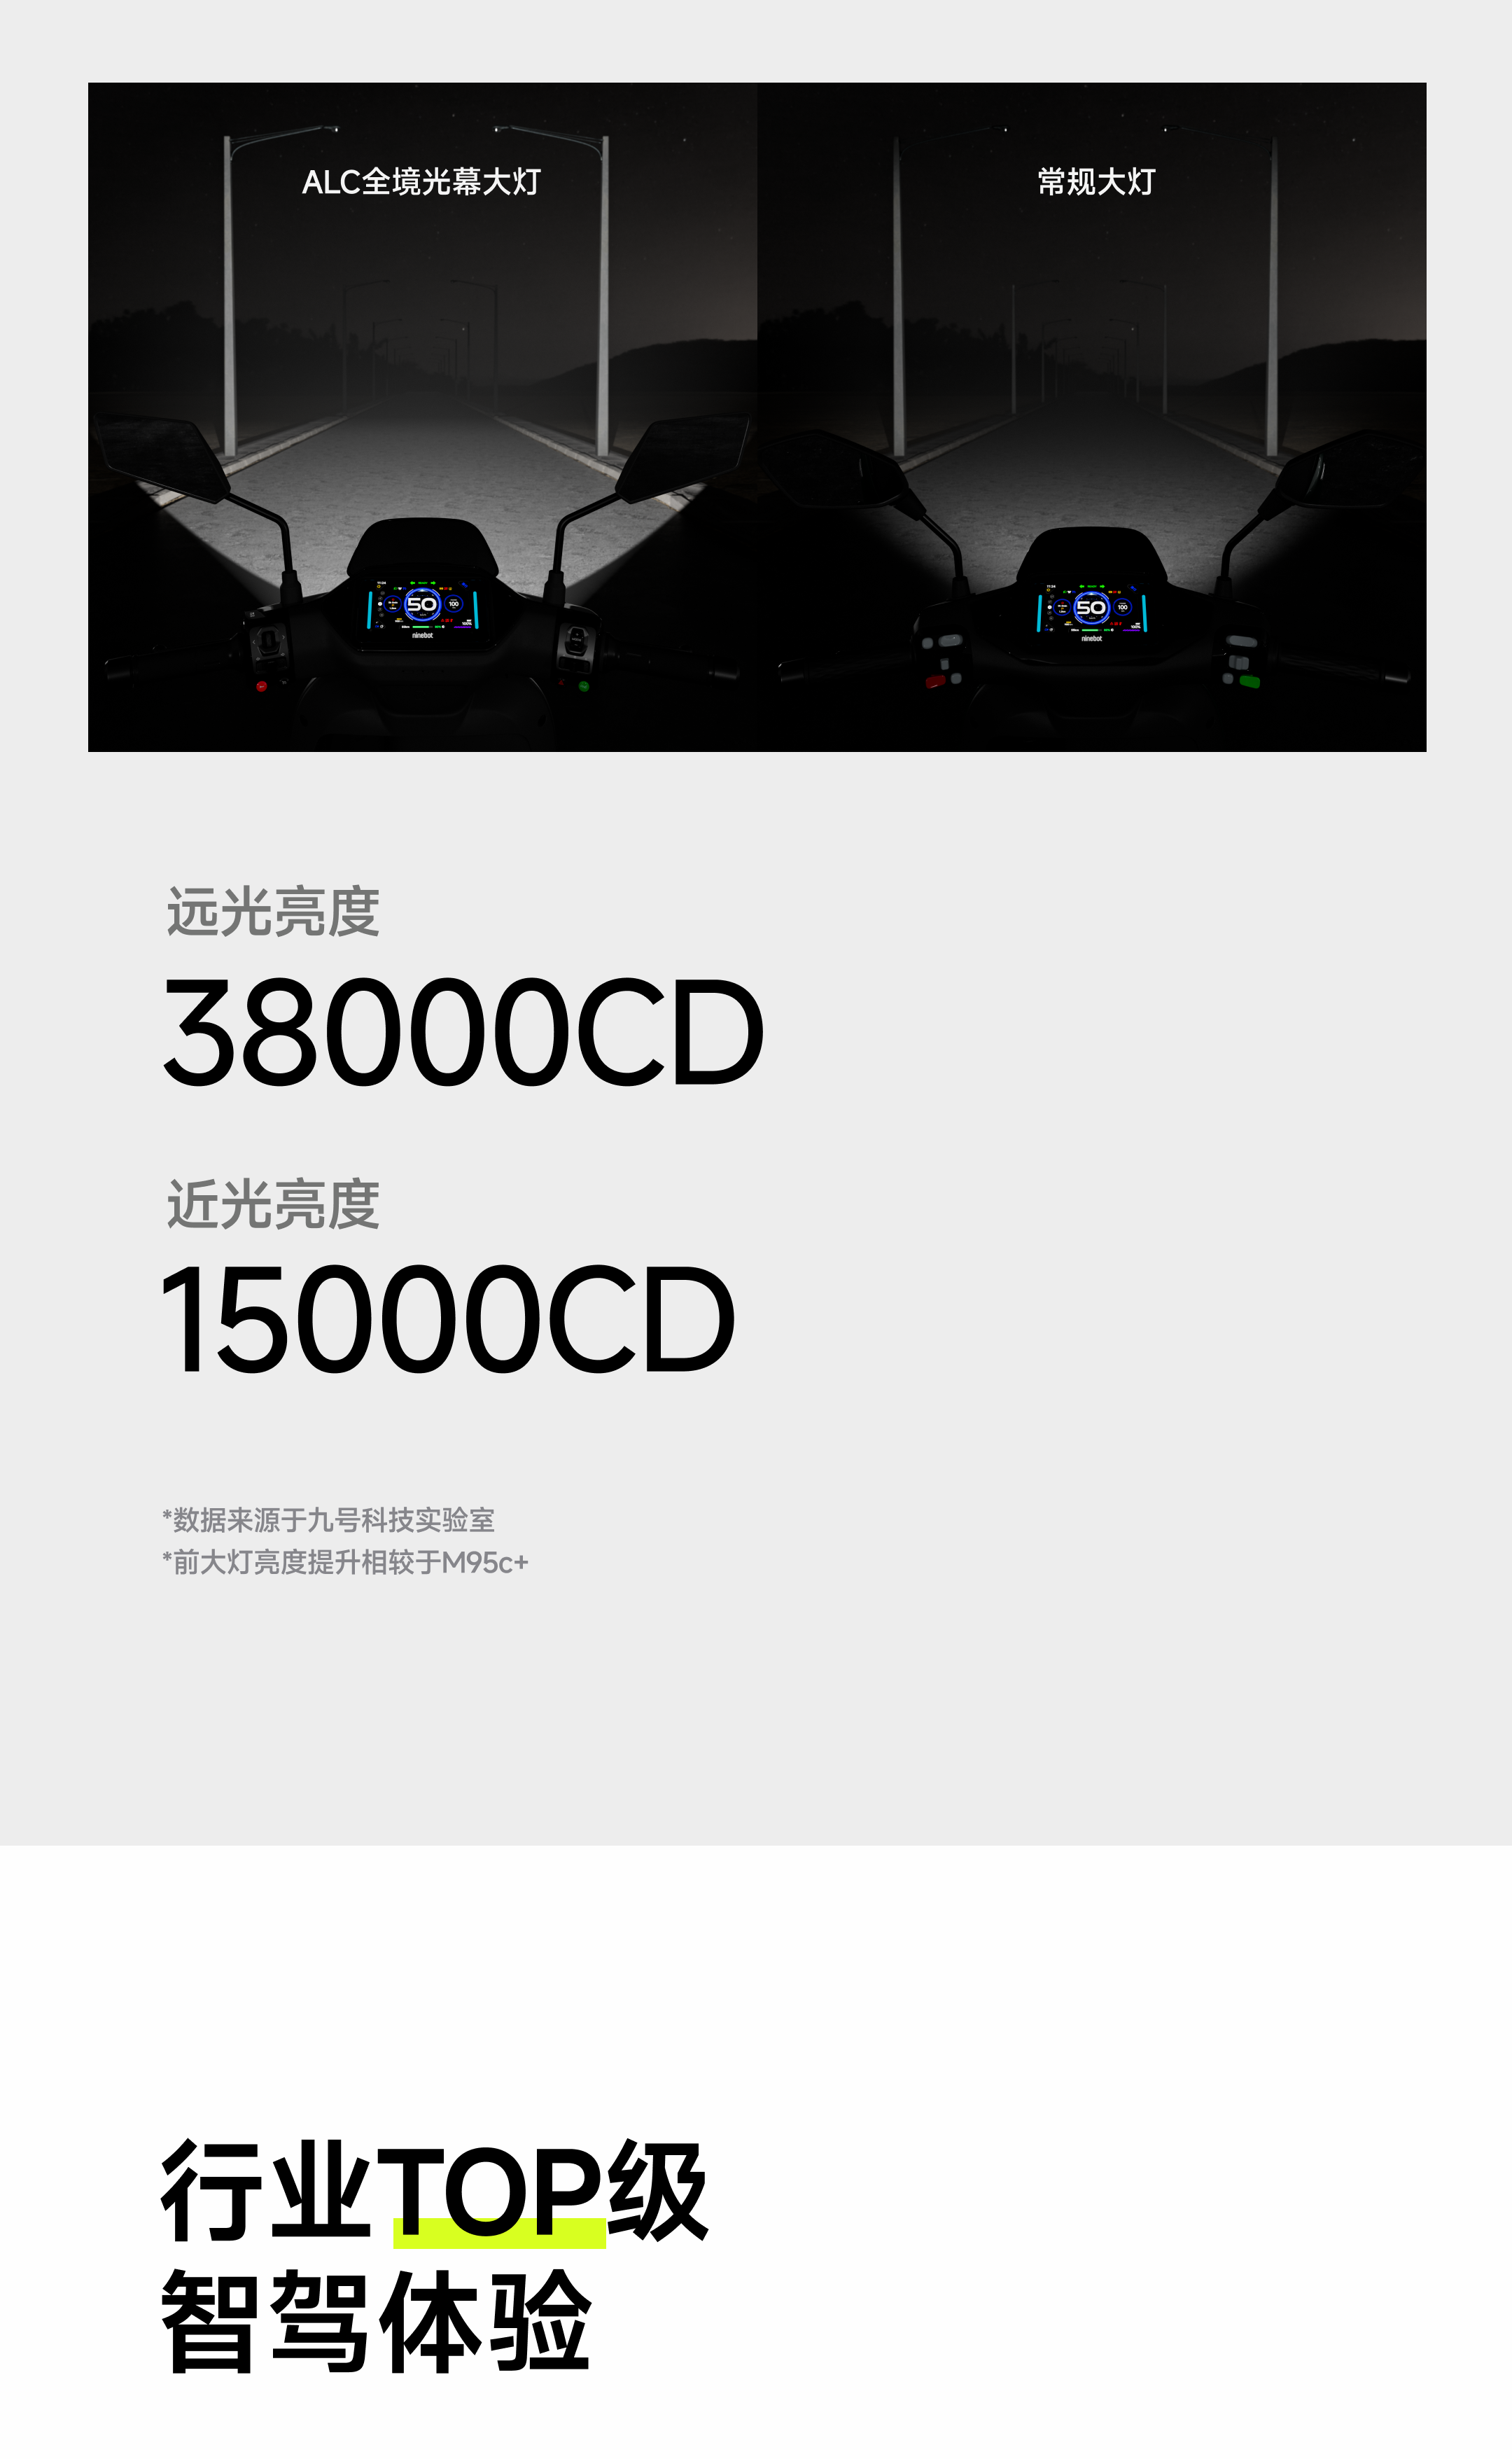 ALC全境光幕大灯
常规大灯
50
100
ninebot
50
100
ninebot
远光亮度
38000CD
近光亮度
15000CD
*数据来源于九号科技实验室
*前大灯亮度提升相较于M95c+
行业TOP级
智驾体验